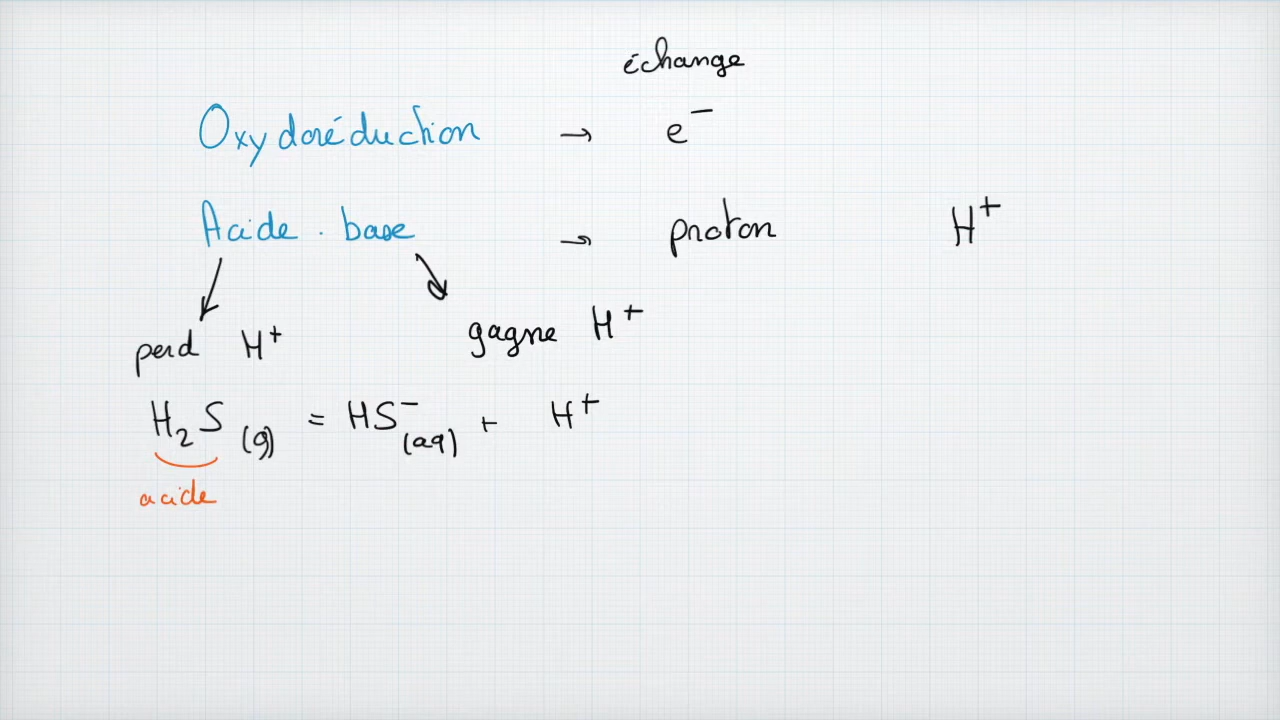 échange
Oxydoréduction → e⁻
Acide . base → proton H⁺
perd H⁺ gagne H⁺
H₂S (g) = HS⁻ (aq) + H⁺
acide